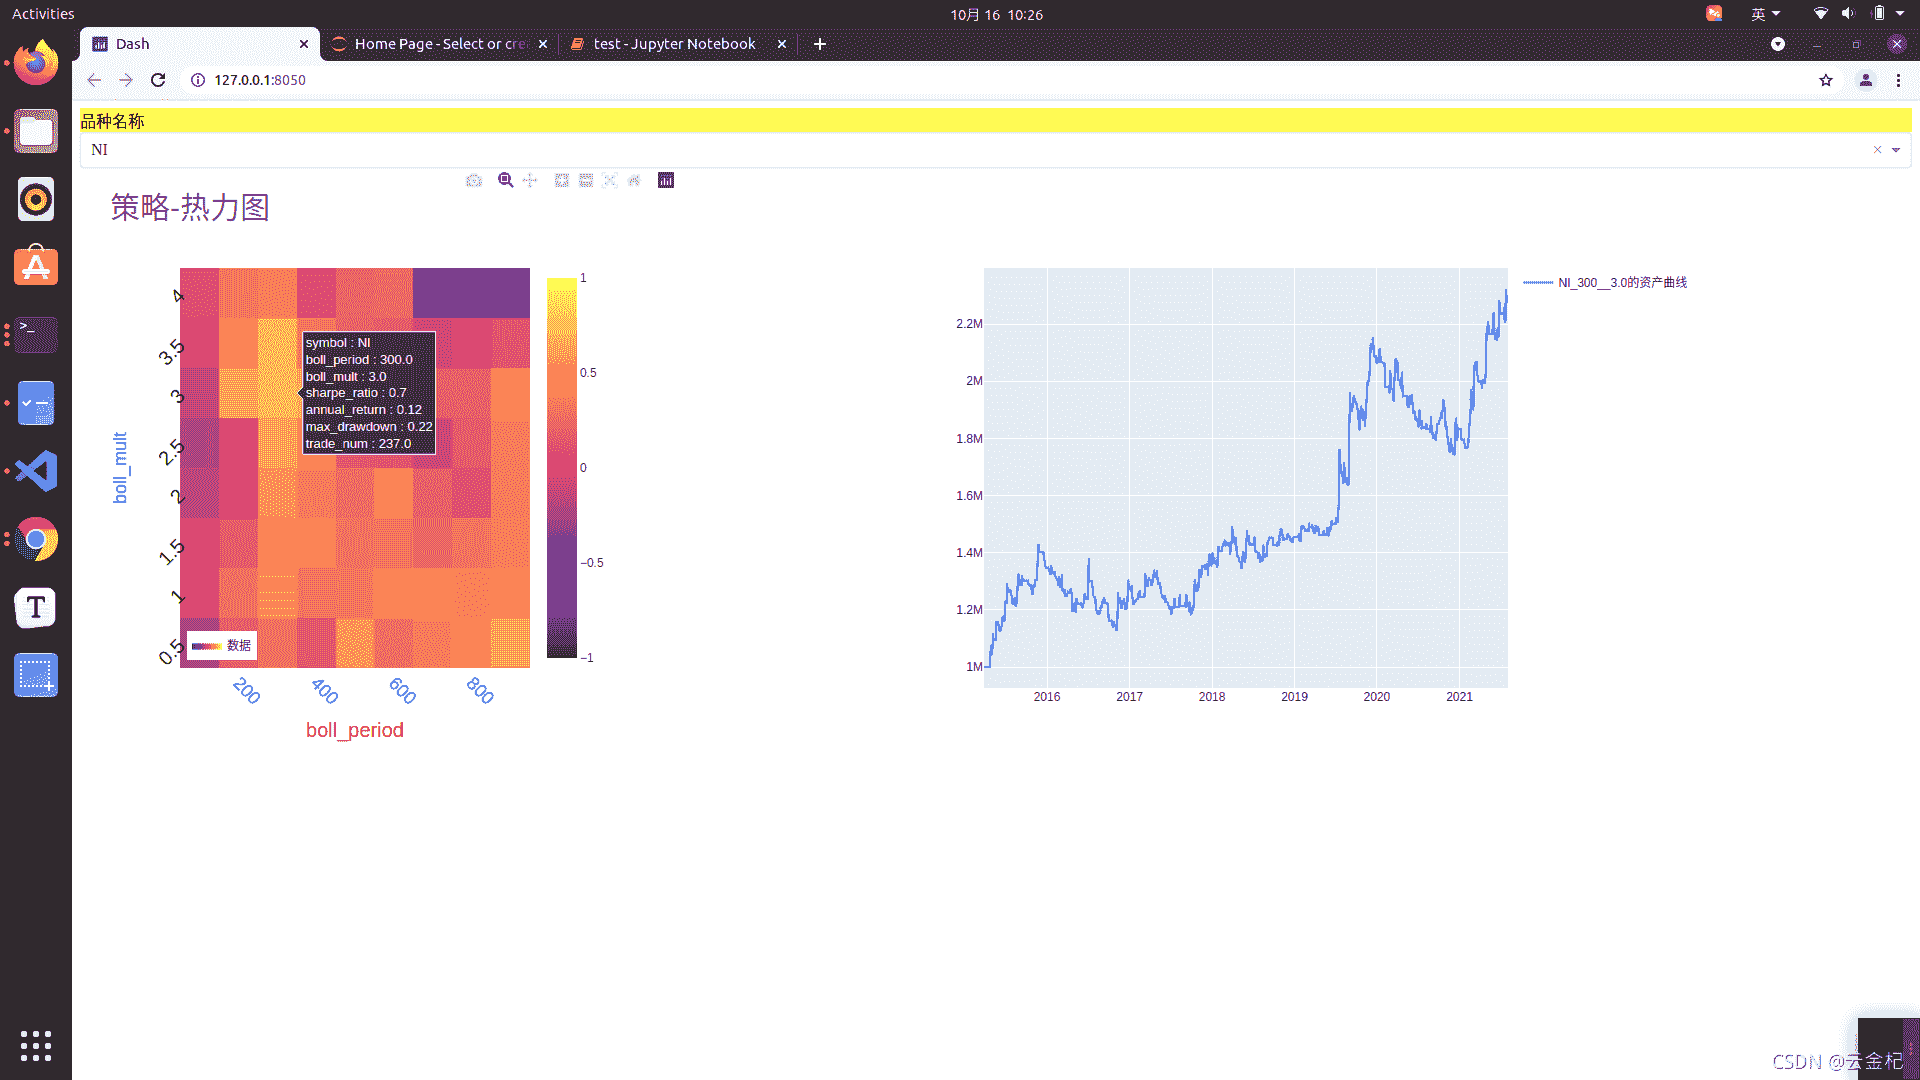 Activities
10月 16 10:26
英
Dash
Home Page - Select or cre
test - Jupyter Notebook
127.0.0.1:8050
品种名称
NI
策略-热力图
4
3.5
3
2.5
2
1.5
1
0.5
boll_mult
200
400
600
800
boll_period
数据
symbol : NI
boll_period : 300.0
boll_mult : 3.0
sharpe_ratio : 0.7
annual_return : 0.12
max_drawdown : 0.22
trade_num : 237.0
1
0.5
0
−0.5
−1
2.2M
2M
1.8M
1.6M
1.4M
1.2M
1M
2016
2017
2018
2019
2020
2021
NI_300__3.0的资产曲线
CSDN @云金杞